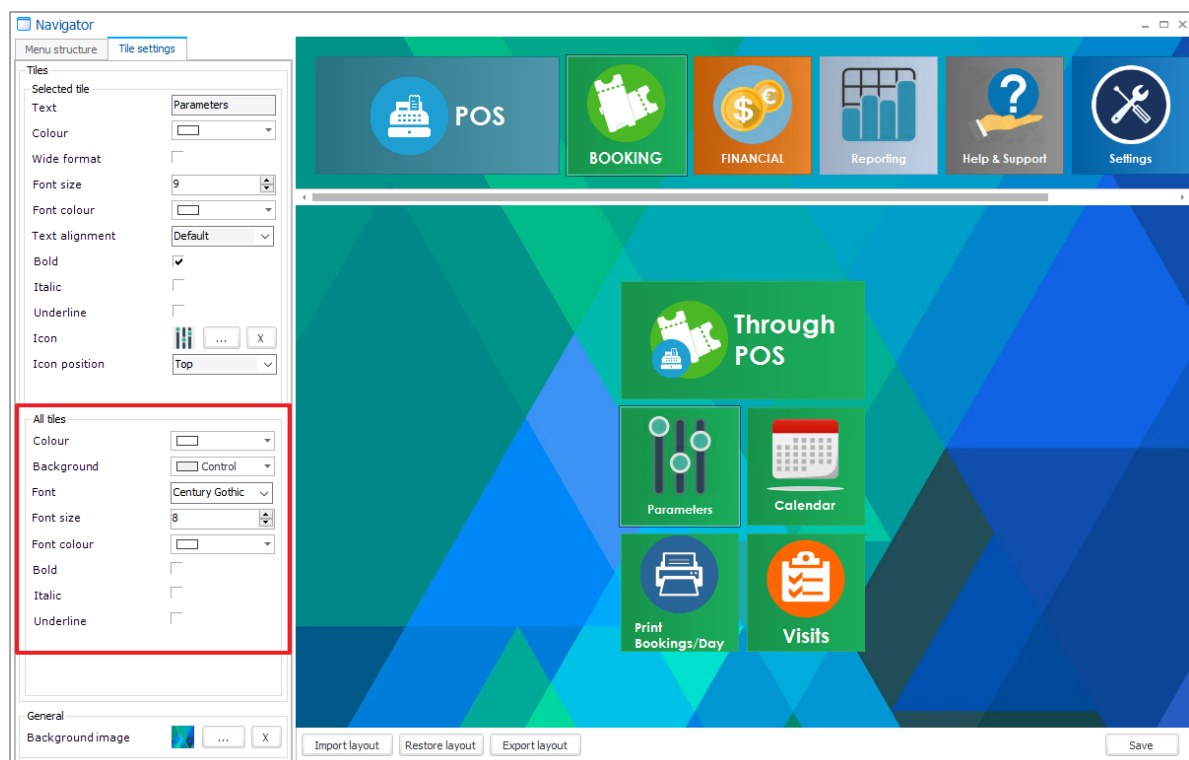 Navigator
Menu structure
Tile settings
Tiles
Selected tile
Text
Parameters
Colour
Wide format
Font size
9
Font colour
Text alignment
Default
Bold
Italic
Underline
Icon
...
X
Icon position
Top
All tiles
Colour
Background
Control
Font
Century Gothic
Font size
8
Font colour
Bold
Italic
Underline
General
Background image
...
X
POS
BOOKING
$
€
FINANCIAL
Reporting
?
Help & Support
Settings
Through
POS
Parameters
Calendar
Print
Bookings/Day
Visits
Import layout
Restore layout
Export layout
Save